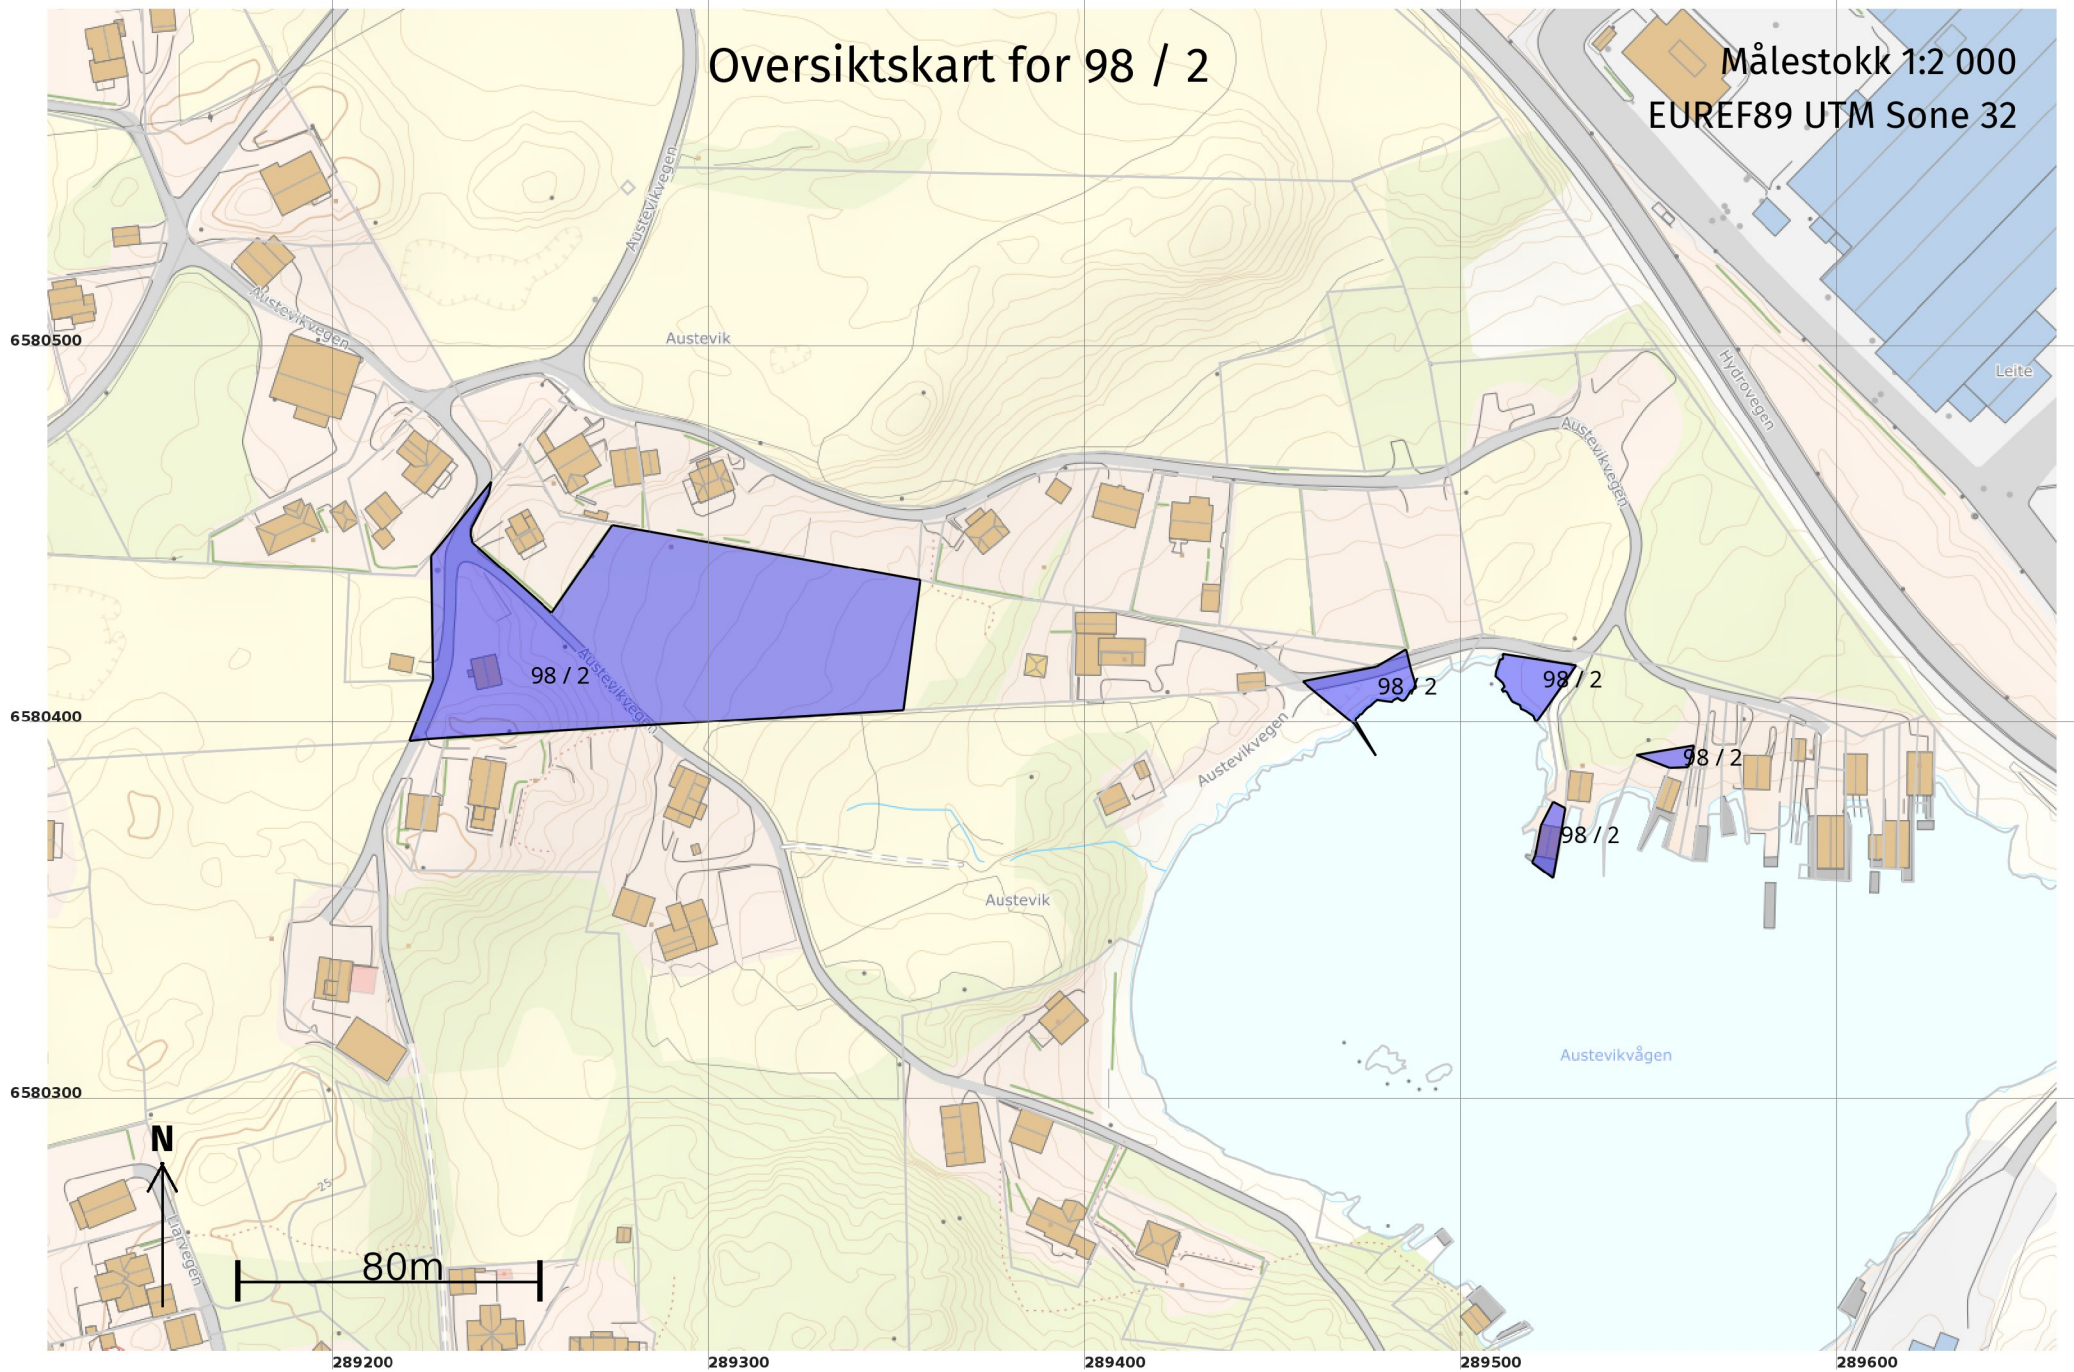 Oversiktskart for 98 / 2
Målestokk 1:2 000
EUREF89 UTM Sone 32
Austevikvegen
Austevikvegen
6580500
Austevik
Hydrovegen
Leite
Austevikvegen
98 / 2
Austevikvegen
98 / 2
98 / 2
6580400
Austevikvegen
98 / 2
98 / 2
Austevik
Austevikvågen
6580300
N
25
Liarvegen
80m
289200
289300
289400
289500
289600